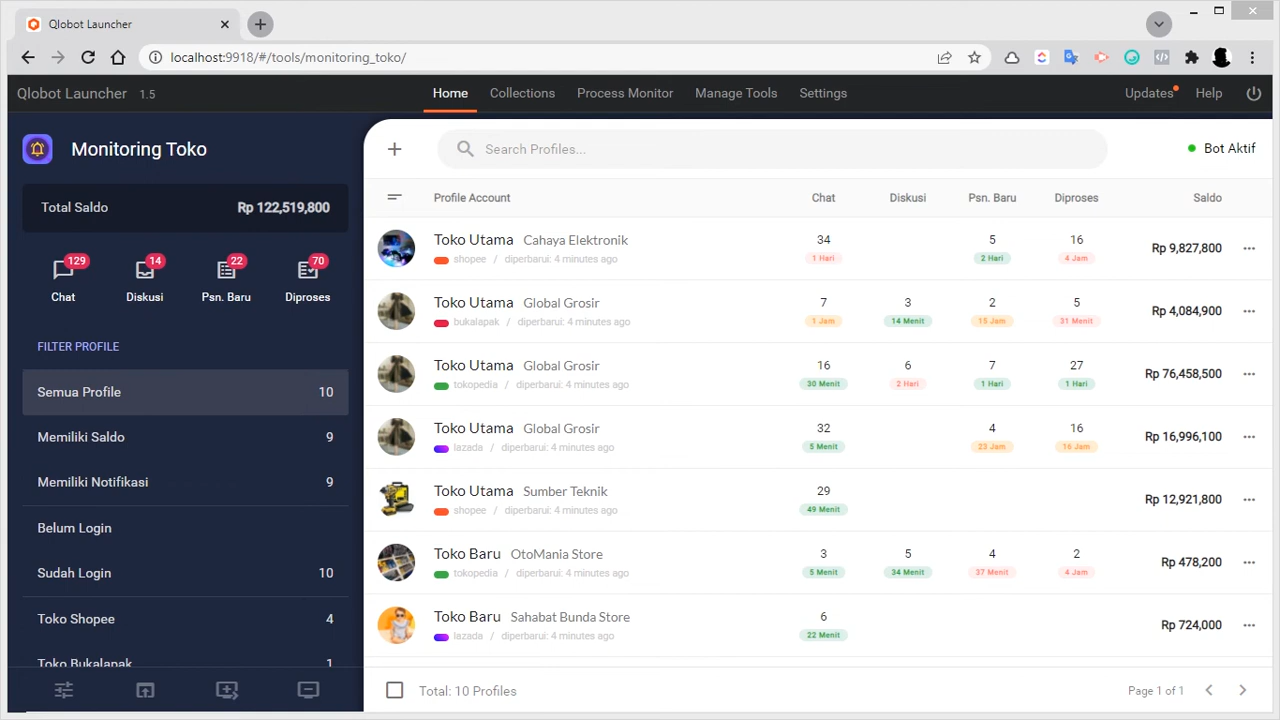 Qlobot Launcher
localhost:9918/#/tools/monitoring_toko/
Qlobot Launcher 1.5
Home Collections Process Monitor Manage Tools Settings
Updates Help
Monitoring Toko
Total Saldo Rp 122,519,800
129 14 22 70
Chat Diskusi Psn. Baru Diproses
FILTER PROFILE
Semua Profile 10
Memiliki Saldo 9
Memiliki Notifikasi 9
Belum Login
Sudah Login 10
Toko Shopee 4
Toko Bukalapak 1
Search Profiles...
Bot Aktif
Profile Account Chat Diskusi Psn. Baru Diproses Saldo
Toko Utama Cahaya Elektronik 34 5 16 Rp 9,827,800
shopee / diperbarui: 4 minutes ago 1 Hari 2 Hari 4 Jam
Toko Utama Global Grosir 7 3 2 5 Rp 4,084,900
bukalapak / diperbarui: 4 minutes ago 1 Jam 14 Menit 15 Jam 31 Menit
Toko Utama Global Grosir 16 6 7 27 Rp 76,458,500
tokopedia / diperbarui: 4 minutes ago 30 Menit 2 Hari 1 Hari 1 Hari
Toko Utama Global Grosir 32 4 16 Rp 16,996,100
lazada / diperbarui: 4 minutes ago 5 Menit 23 Jam 16 Jam
Toko Utama Sumber Teknik 29 Rp 12,921,800
shopee / diperbarui: 4 minutes ago 49 Menit
Toko Baru OtoMania Store 3 5 4 2 Rp 478,200
tokopedia / diperbarui: 4 minutes ago 5 Menit 34 Menit 37 Menit 4 Jam
Toko Baru Sahabat Bunda Store 6 Rp 724,000
lazada / diperbarui: 4 minutes ago 22 Menit
Total: 10 Profiles
Page 1 of 1